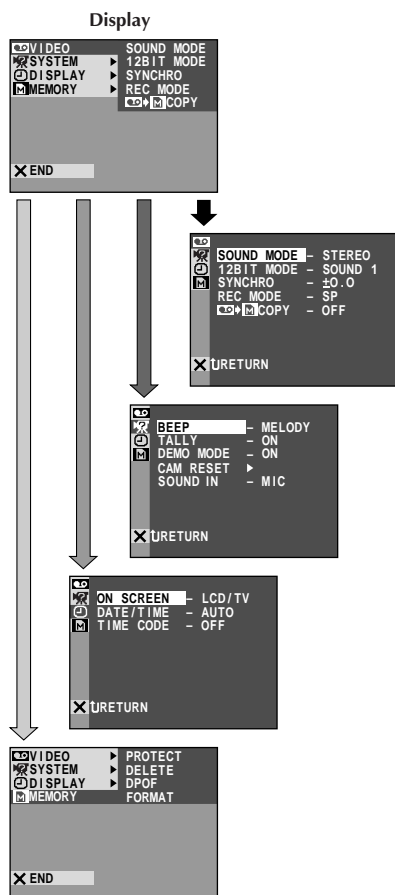 Display
VIDEO SOUND MODE
SYSTEM 12BIT MODE
DISPLAY SYNCHRO
M MEMORY REC MODE
M COPY
END
SOUND MODE – STEREO
12BIT MODE – SOUND 1
M SYNCHRO – ±0.0
REC MODE – SP
M COPY – OFF
RETURN
BEEP – MELODY
TALLY – ON
M DEMO MODE – ON
CAM RESET
SOUND IN – MIC
RETURN
ON SCREEN – LCD/TV
DATE/TIME – AUTO
M TIME CODE – OFF
RETURN
VIDEO PROTECT
SYSTEM DELETE
DISPLAY DPOF
M MEMORY FORMAT
END